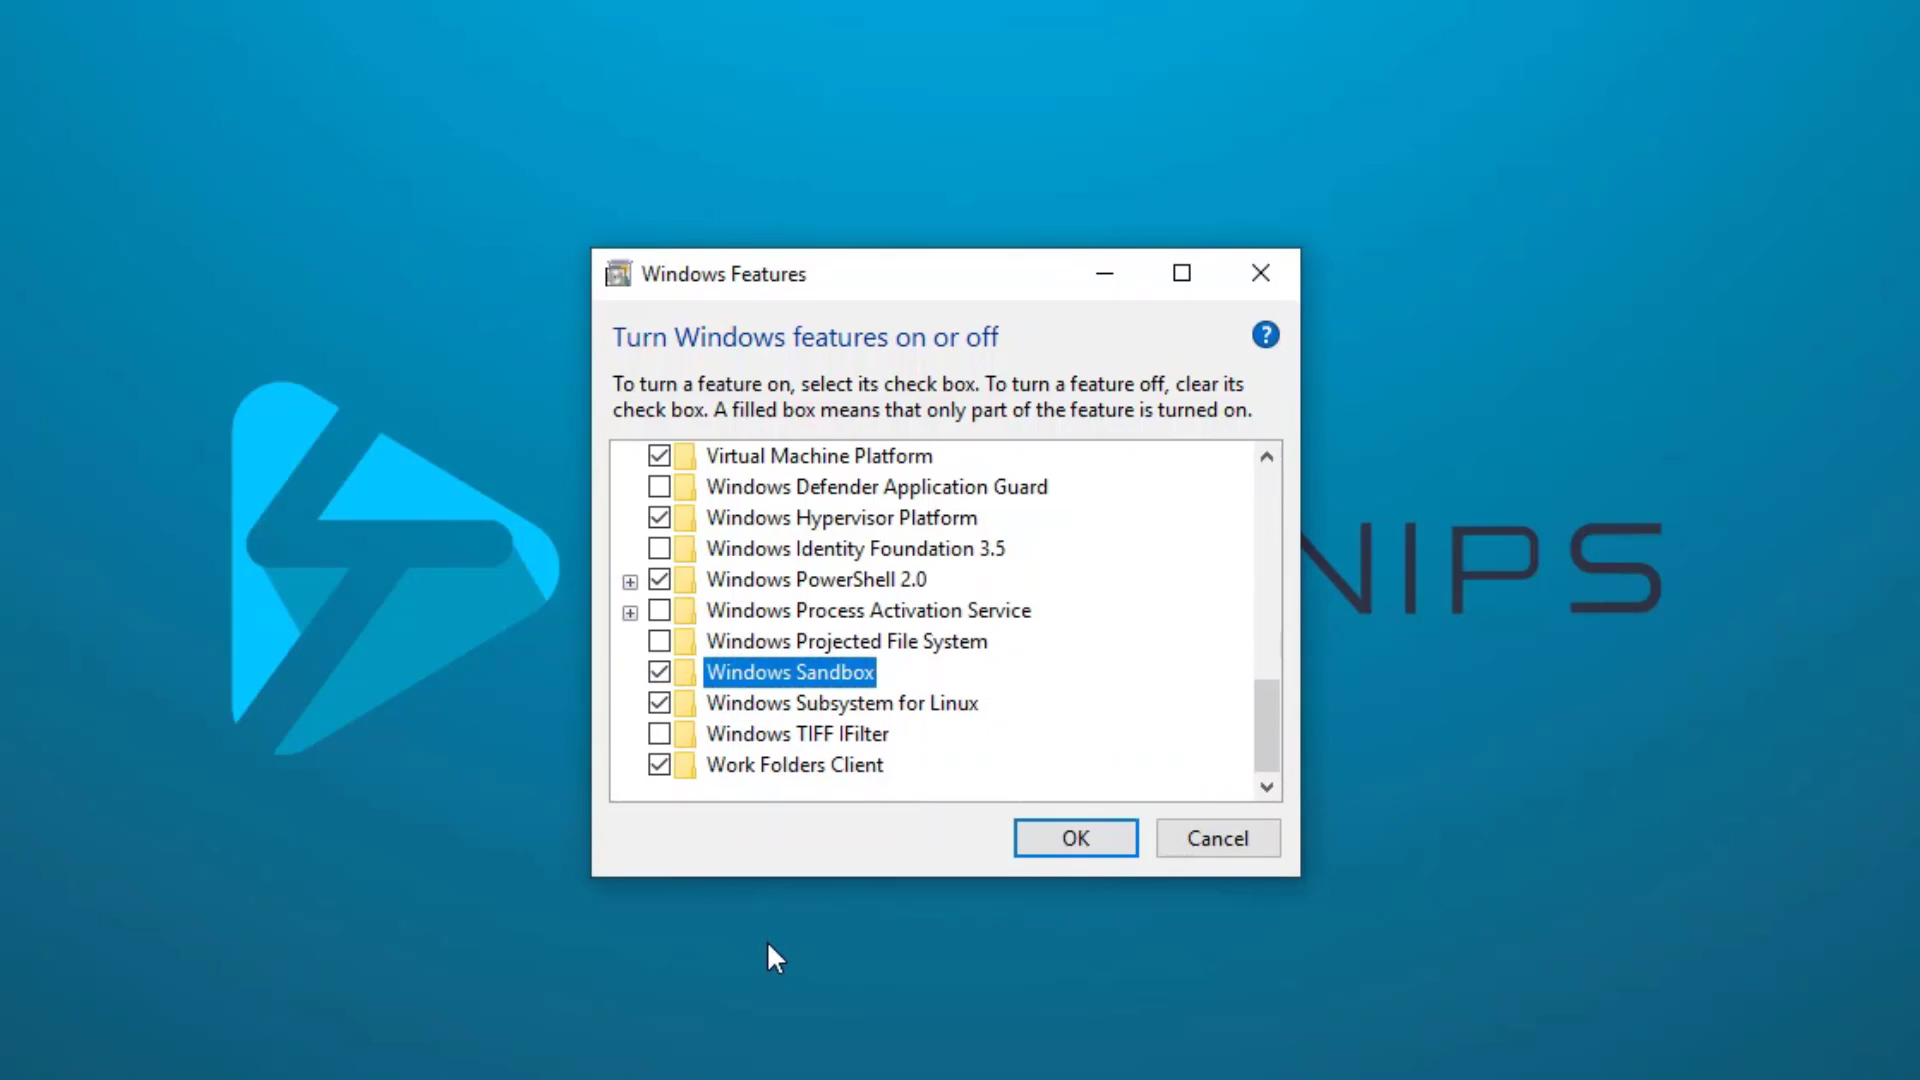 Windows Features
Turn Windows features on or off
?
To turn a feature on, select its check box. To turn a feature off, clear its
check box. A filled box means that only part of the feature is turned on.
Virtual Machine Platform
Windows Defender Application Guard
Windows Hypervisor Platform
Windows Identity Foundation 3.5
Windows PowerShell 2.0
Windows Process Activation Service
Windows Projected File System
Windows Sandbox
Windows Subsystem for Linux
Windows TIFF IFilter
Work Folders Client
OK
Cancel
NIPS